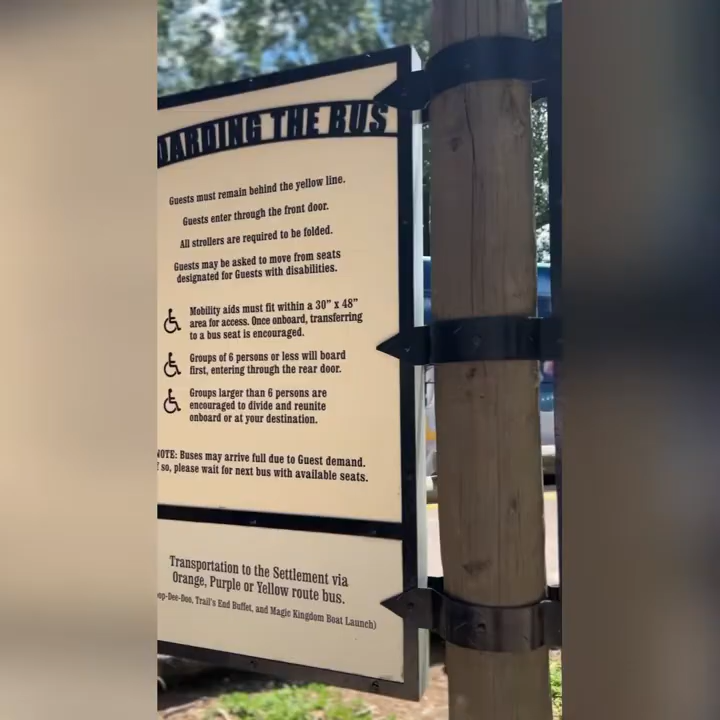 OARDING THE BUS
Guests must remain behind the yellow line.
Guests enter through the front door.
All strollers are required to be folded.
Guests may be asked to move from seats
designated for Guests with disabilities.
Mobility aids must fit within a 30" x 48"
area for access. Once onboard, transferring
to a bus seat is encouraged.
Groups of 6 persons or less will board
first, entering through the rear door.
Groups larger than 6 persons are
encouraged to divide and reunite
onboard or at your destination.
NOTE: Buses may arrive full due to Guest demand.
f so, please wait for next bus with available seats.
Transportation to the Settlement via
Orange, Purple or Yellow route bus.
oop-Dee-Doo, Trail's End Buffet, and Magic Kingdom Boat Launch)